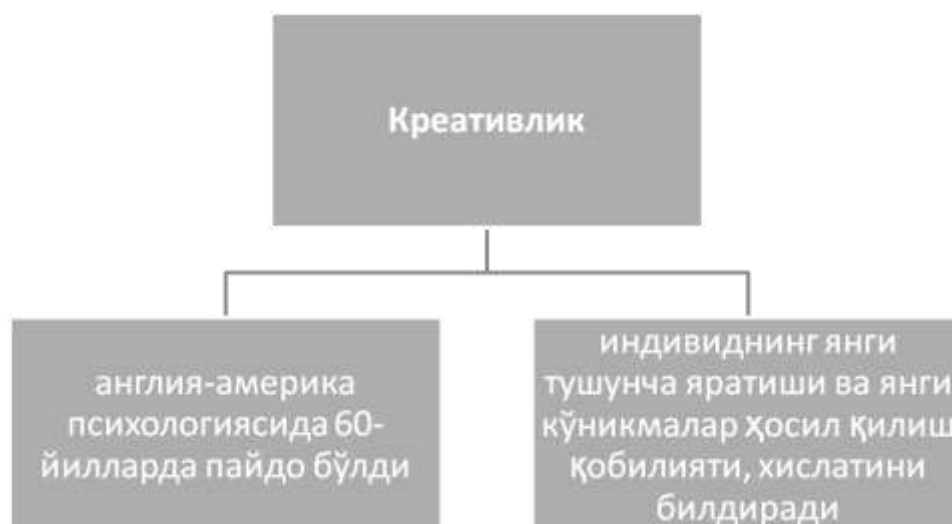 Креативлик
англия-америка
психологиясида 60-
йилларда пайдо бўлди
индивиднинг янги
тушунча яратиши ва янги
кўникмалар ҳосил қилиш
қобилияти, хислатини
билдиради